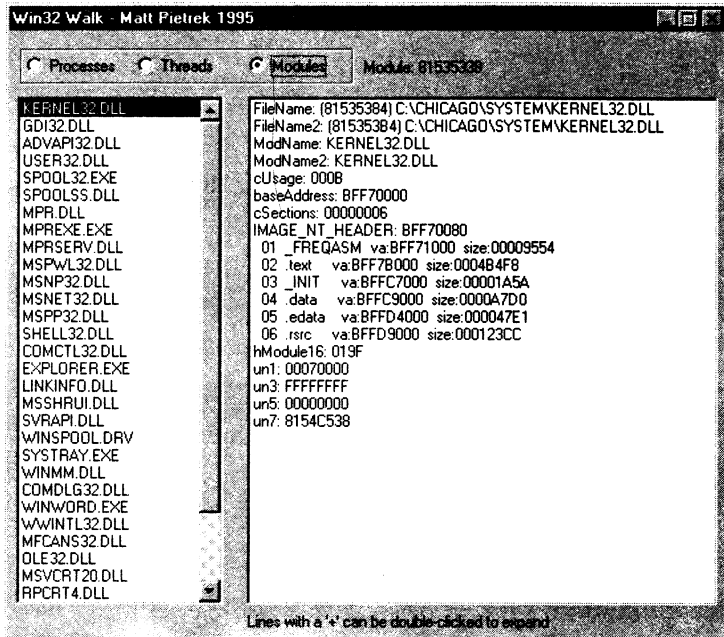 Win32 Walk - Matt Pietrek 1995
Processes Threads Modules Module: 81535338
KERNEL32.DLL
GDI32.DLL
ADVAPI32.DLL
USER32.DLL
SPOOL32.EXE
SPOOLSS.DLL
MPR.DLL
MPREXE.EXE
MPRSERV.DLL
MSPWL32.DLL
MSNP32.DLL
MSNET32.DLL
MSPP32.DLL
SHELL32.DLL
COMCTL32.DLL
EXPLORER.EXE
LINKINFO.DLL
MSSHRUI.DLL
SVRAPI.DLL
WINSPOOL.DRV
SYSTRAY.EXE
WINMM.DLL
COMDLG32.DLL
WINWORD.EXE
WWINTL32.DLL
MFCANS32.DLL
OLE32.DLL
MSVCRT20.DLL
RPCRT4.DLL
FileName: (81535384) C:\CHICAGO\SYSTEM\KERNEL32.DLL
FileName2: (815353B4) C:\CHICAGO\SYSTEM\KERNEL32.DLL
ModName: KERNEL32.DLL
ModName2: KERNEL32.DLL
cUsage: 000B
baseAddress: BFF70000
cSections: 00000006
IMAGE_NT_HEADER: BFF70080
01 _FREQASM va:BFF71000 size:00009554
02 .text va:BFF7B000 size:0004B4F8
03 _INIT va:BFFC7000 size:00001A5A
04 .data va:BFFC9000 size:0000A7D0
05 .edata va:BFFD4000 size:000047E1
06 .rsrc va:BFFD9000 size:000123CC
hModule16: 019F
un1: 00070000
un3: FFFFFFFF
un5: 00000000
un7: 8154C538
Lines with a '+' can be double-clicked to expand